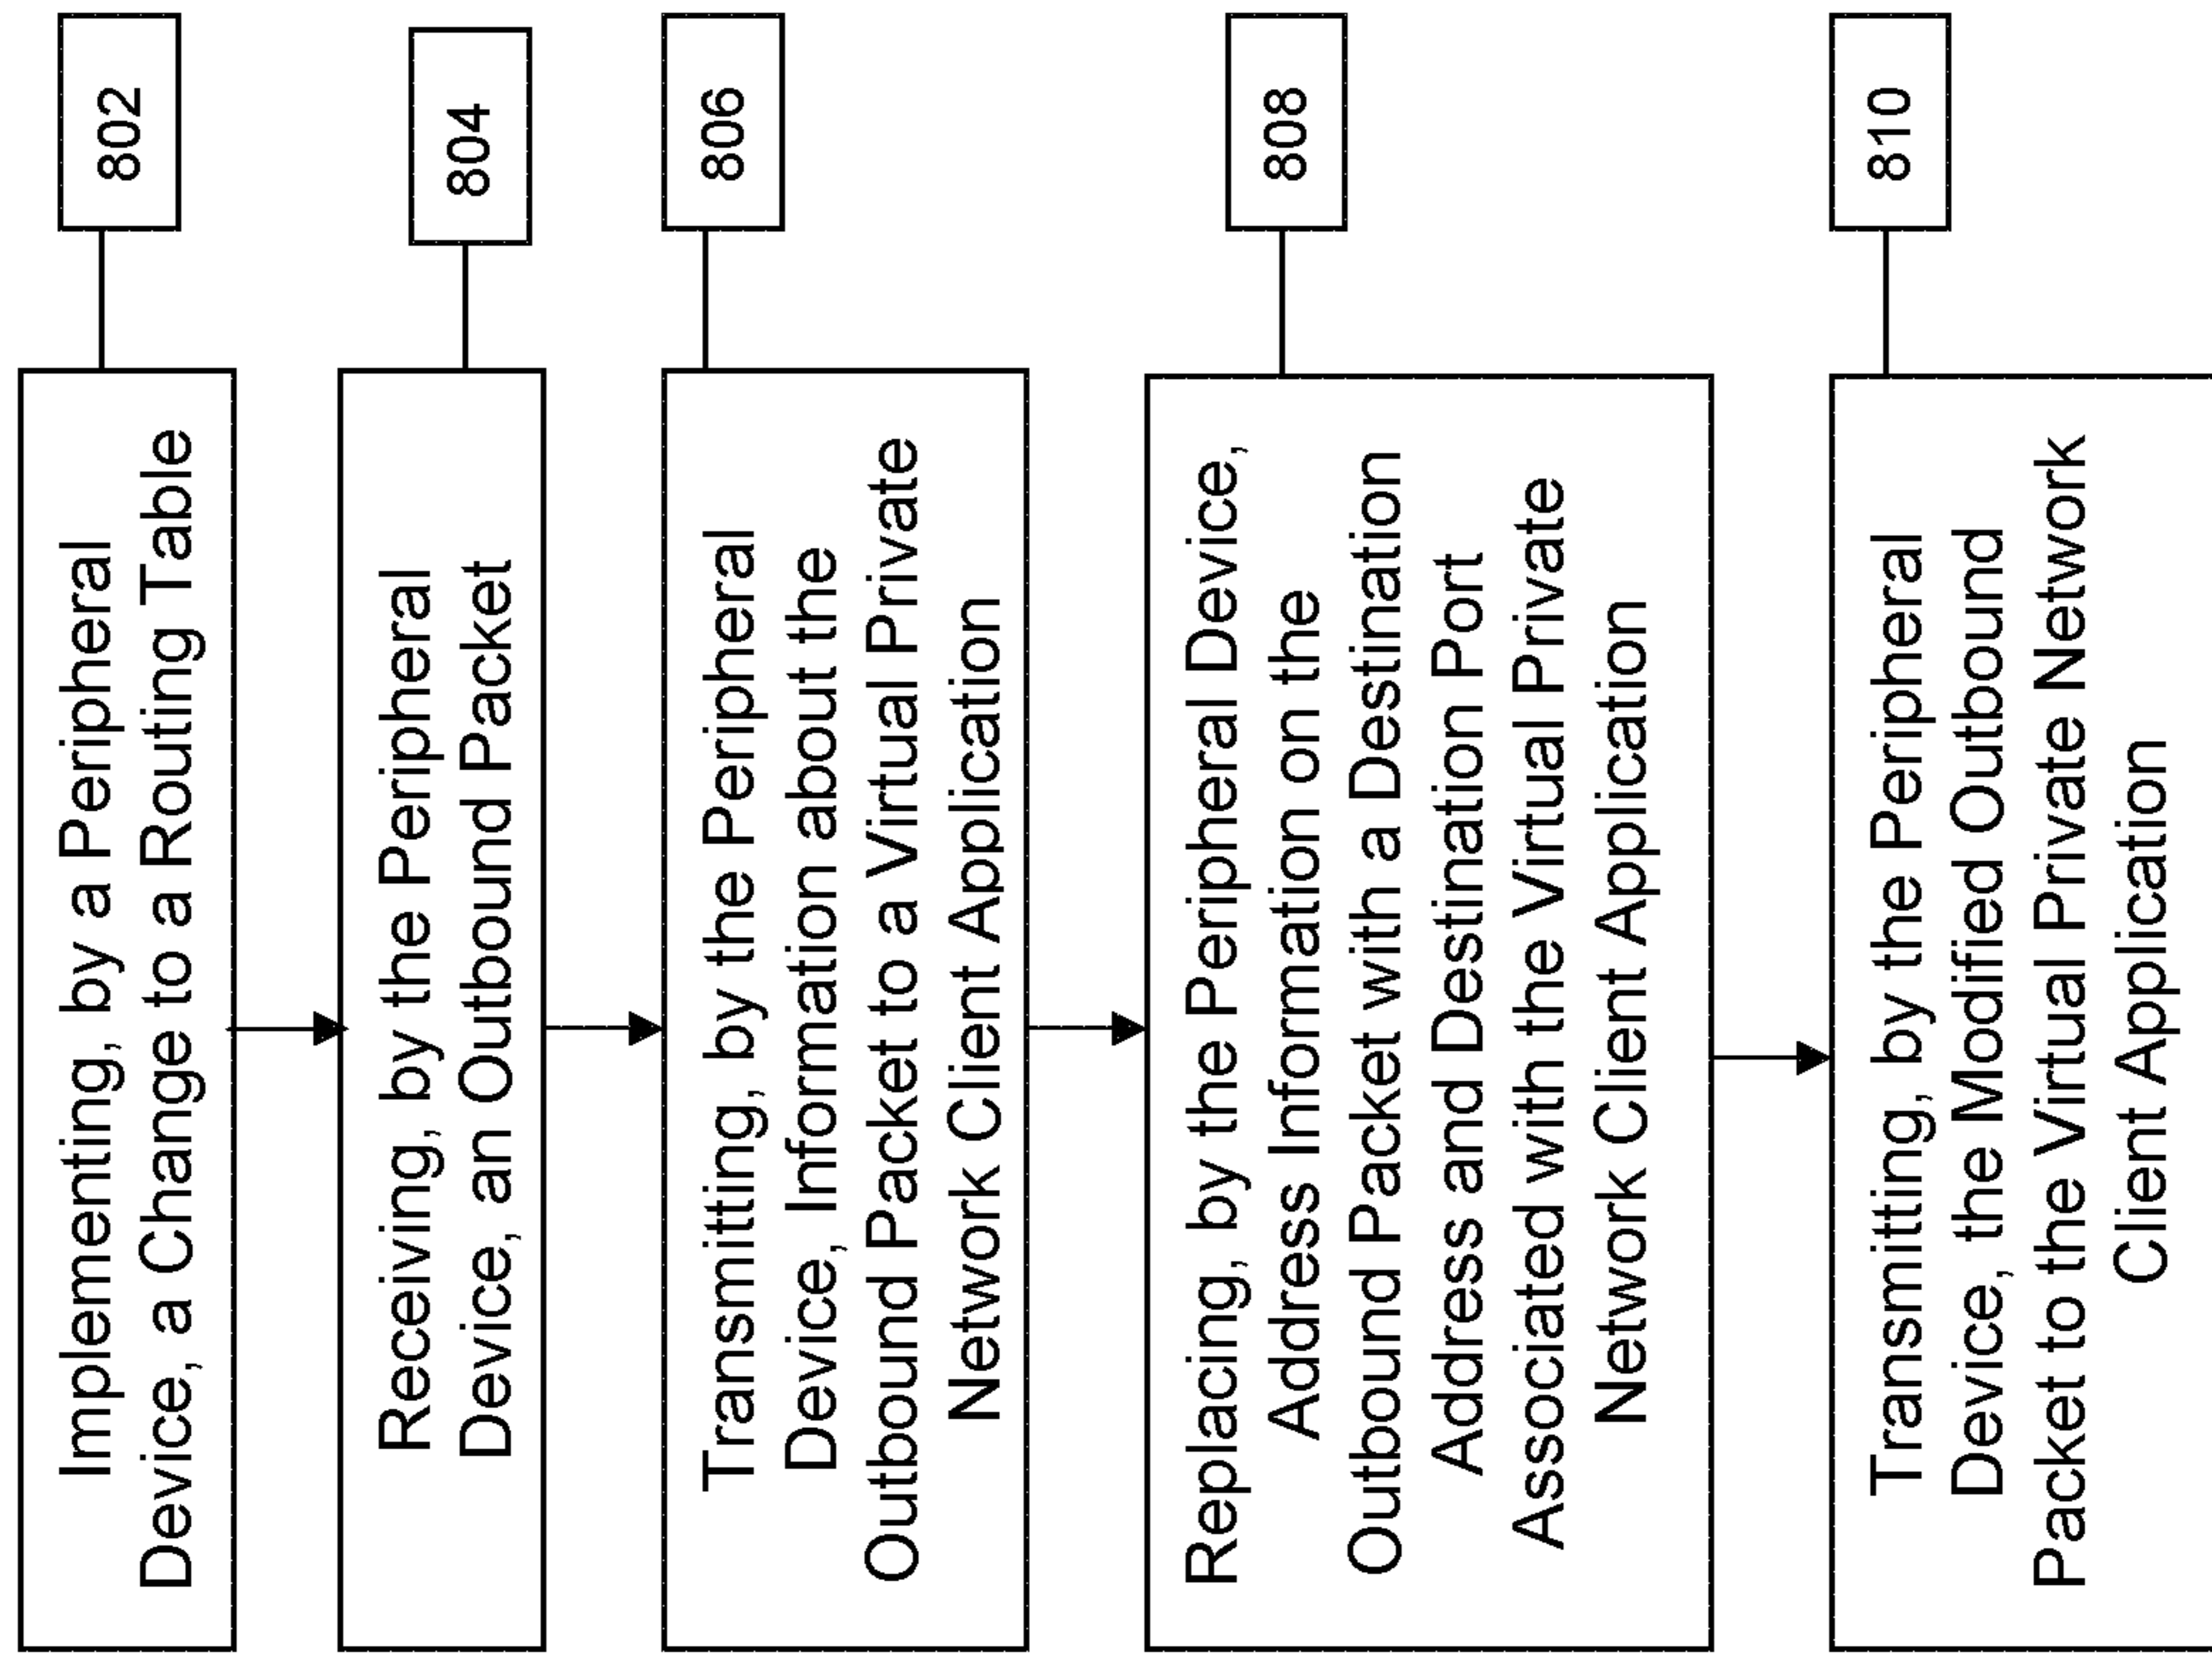 Implementing, by a Peripheral
Device, a Change to a Routing Table
802
Receiving, by the Peripheral
Device, an Outbound Packet
804
Transmitting, by the Peripheral
Device, Information about the
Outbound Packet to a Virtual Private
Network Client Application
806
Replacing, by the Peripheral Device,
Address Information on the
Outbound Packet with a Destination
Address and Destination Port
Associated with the Virtual Private
Network Client Application
808
Transmitting, by the Peripheral
Device, the Modified Outbound
Packet to the Virtual Private Network
Client Application
810